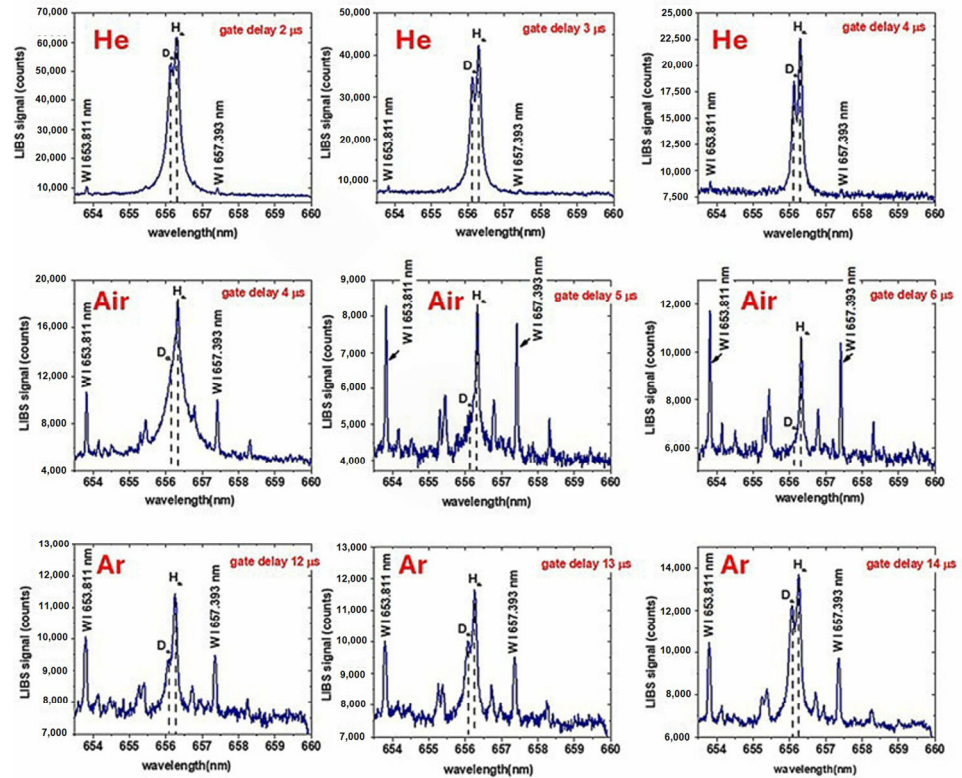 He
gate delay 2 µs
H
D
W I 653.811 nm
W I 657.393 nm
LIBS signal (counts)
70,000
60,000
50,000
40,000
30,000
20,000
10,000
654 655 656 657 658 659 660
wavelength(nm)
He
gate delay 3 µs
H
D
W I 653.811 nm
W I 657.393 nm
LIBS signal (counts)
50,000
40,000
30,000
20,000
10,000
654 655 656 657 658 659 660
wavelength(nm)
He
gate delay 4 µs
H
D
W I 653.811 nm
W I 657.393 nm
LIBS signal (counts)
25,000
22,500
20,000
17,500
15,000
12,500
10,000
7,500
654 655 656 657 658 659 660
wavelength(nm)
Air
gate delay 4 µs
H
D
W I 653.811 nm
W I 657.393 nm
LIBS signal (counts)
20,000
16,000
12,000
8,000
4,000
654 655 656 657 658 659 660
wavelength(nm)
Air
gate delay 5 µs
H
D
W I 653.811 nm
W I 657.393 nm
LIBS signal (counts)
9,000
8,000
7,000
6,000
5,000
4,000
654 655 656 657 658 659 660
wavelength(nm)
Air
gate delay 6 µs
H
D
W I 653.811 nm
W I 657.393 nm
LIBS signal (counts)
12,000
10,000
8,000
6,000
654 655 656 657 658 659 660
wavelength(nm)
Ar
gate delay 12 µs
H
D
W I 653.811 nm
W I 657.393 nm
LIBS signal (counts)
13,000
12,000
11,000
10,000
9,000
8,000
7,000
654 655 656 657 658 659 660
wavelength(nm)
Ar
gate delay 13 µs
H
D
W I 653.811 nm
W I 657.393 nm
LIBS signal (counts)
13,000
12,000
11,000
10,000
9,000
8,000
7,000
654 655 656 657 658 659 660
wavelength(nm)
Ar
gate delay 14 µs
H
D
W I 653.811 nm
W I 657.393 nm
LIBS signal (counts)
14,000
12,000
10,000
8,000
6,000
654 655 656 657 658 659 660
wavelength(nm)